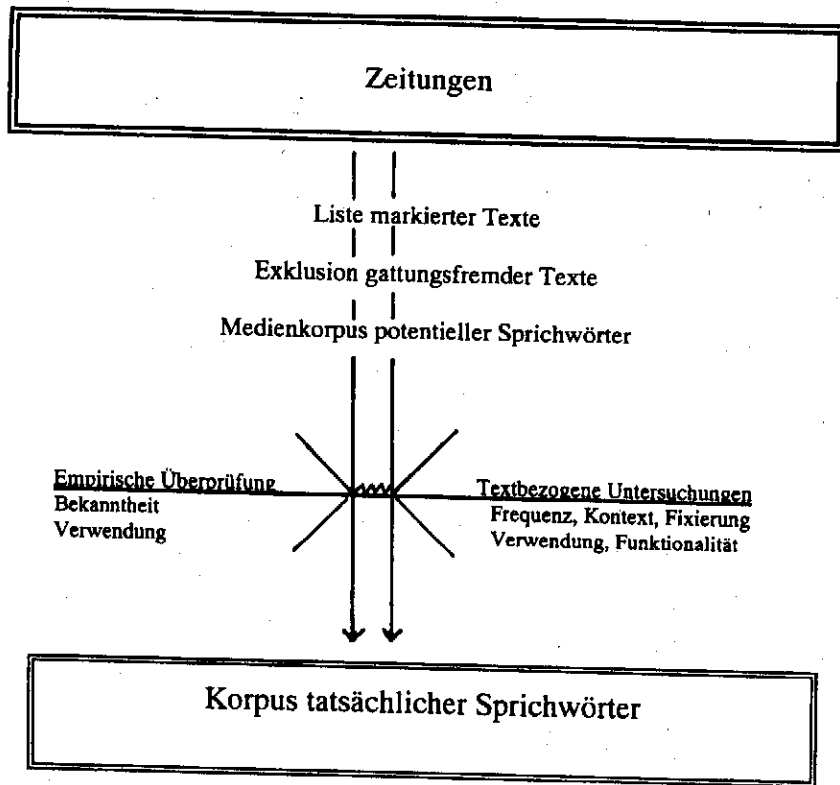 Zeitungen
Liste markierter Texte
Exklusion gattungsfremder Texte
Medienkorpus potentieller Sprichwörter
Empirische Überprüfung
Bekanntheit
Verwendung
Textbezogene Untersuchungen
Frequenz, Kontext, Fixierung
Verwendung, Funktionalität
Korpus tatsächlicher Sprichwörter